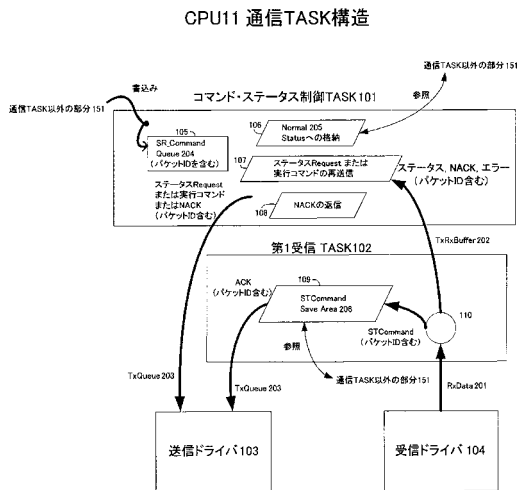 CPU11 通信TASK構造
通信TASK以外の部分151
書込み
コマンド・ステータス制御TASK101
参照
通信TASK以外の部分151
105
SR_Command
Queue 204
(パケットIDを含む)
106
Normal 205
Statusへの格納
107
ステータスRequest または
実行コマンドの再送信
ステータス、NACK、エラー
(パケットID含む)
ステータスRequest
または実行コマンド
またはNACK
(パケットID含む)
108
NACKの返信
TxRxBuffer202
第1受信 TASK102
ACK
(パケットID含む)
109
STCommand
Save Area 206
110
STCommand
(パケットID含む)
参照
通信TASK以外の部分151
TxQueue 203
TxQueue 203
RxData 201
送信ドライバ 103
受信ドライバ 104